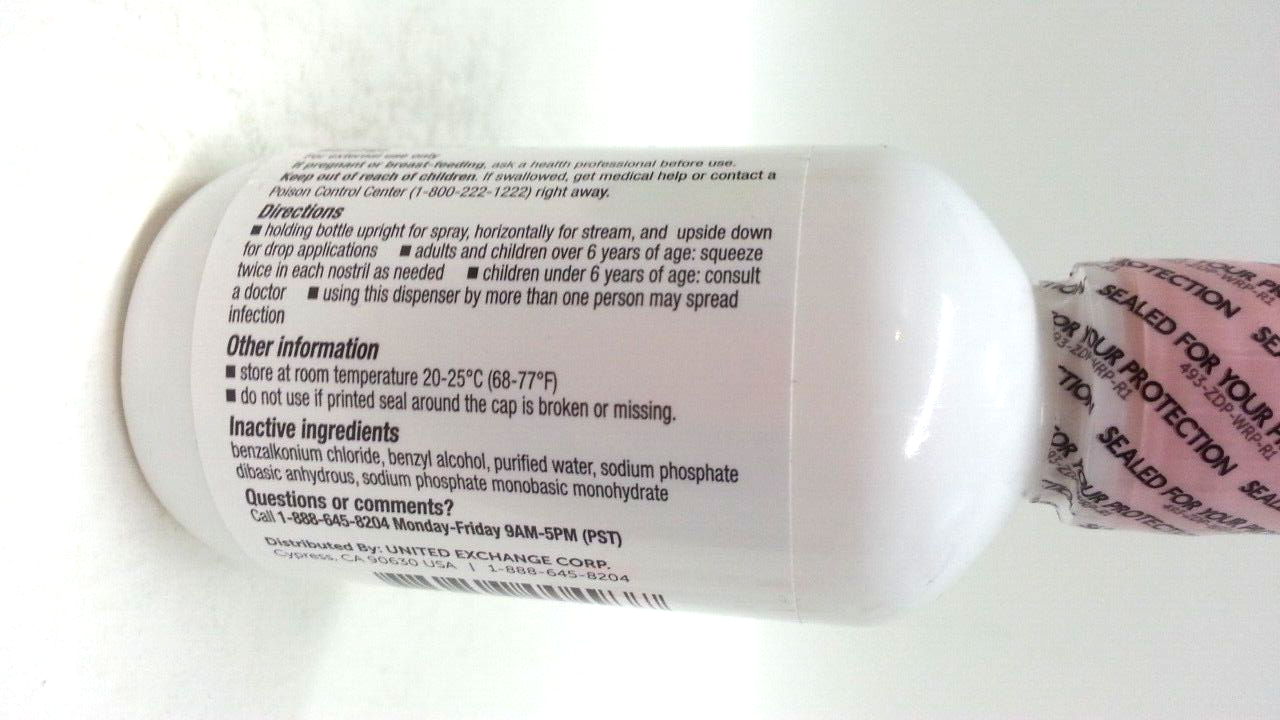 For external use only
If pregnant or breast-feeding, ask a health professional before use.
Keep out of reach of children. If swallowed, get medical help or contact a
Poison Control Center (1-800-222-1222) right away.
Directions
■ holding bottle upright for spray, horizontally for stream, and upside down
for drop applications ■ adults and children over 6 years of age: squeeze
twice in each nostril as needed ■ children under 6 years of age: consult
a doctor ■ using this dispenser by more than one person may spread
infection
Other information
■ store at room temperature 20-25°C (68-77°F)
■ do not use if printed seal around the cap is broken or missing.
Inactive ingredients
benzalkonium chloride, benzyl alcohol, purified water, sodium phosphate
dibasic anhydrous, sodium phosphate monobasic monohydrate
Questions or comments?
Call 1-888-645-8204 Monday-Friday 9AM-5PM (PST)
Distributed By: UNITED EXCHANGE CORP.
Cypress, CA 90630 USA | 1-888-645-8204
YOUR
PROTECTION
SEALED FOR YOUR
493-ZDP-WRP-R1
FOR YOUR PROTECTION
SEALED FOR YOUR
YOUR PROTEC